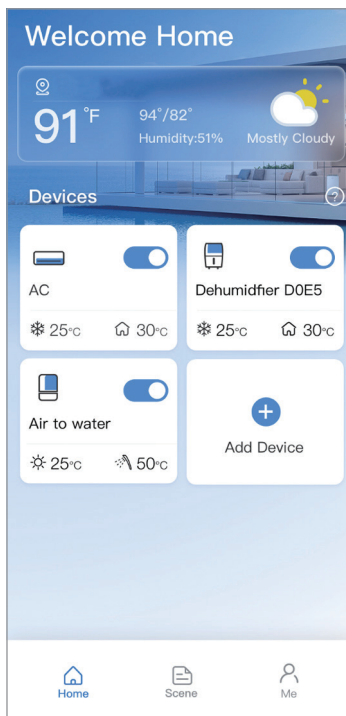 Welcome Home
91°F
94°/82°
Humidity:51%
Mostly Cloudy
Devices
?
AC
25°C 30°C
Dehumidfier D0E5
25°C 30°C
Air to water
25°C 50°C
Add Device
Home
Scene
Me